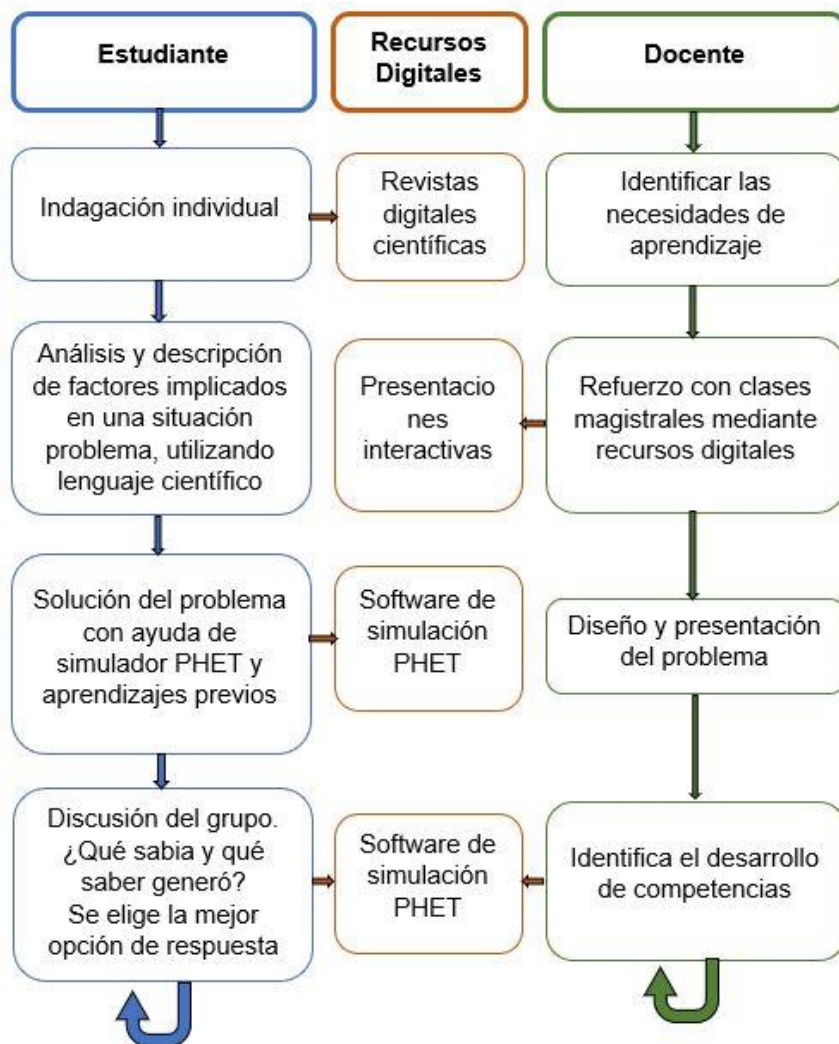 Estudiante
Recursos
Digitales
Docente
Indagación individual
Revistas
digitales
científicas
Identificar las
necesidades de
aprendizaje
Análisis y descripción
de factores implicados
en una situación
problema, utilizando
lenguaje científico
Presentacio
nes
interactivas
Refuerzo con clases
magistrales mediante
recursos digitales
Solución del problema
con ayuda de
simulador PHET y
aprendizajes previos
Software de
simulación
PHET
Diseño y presentación
del problema
Discusión del grupo.
¿Qué sabia y qué
saber generó?
Se elige la mejor
opción de respuesta
Software de
simulación
PHET
Identifica el desarrollo
de competencias